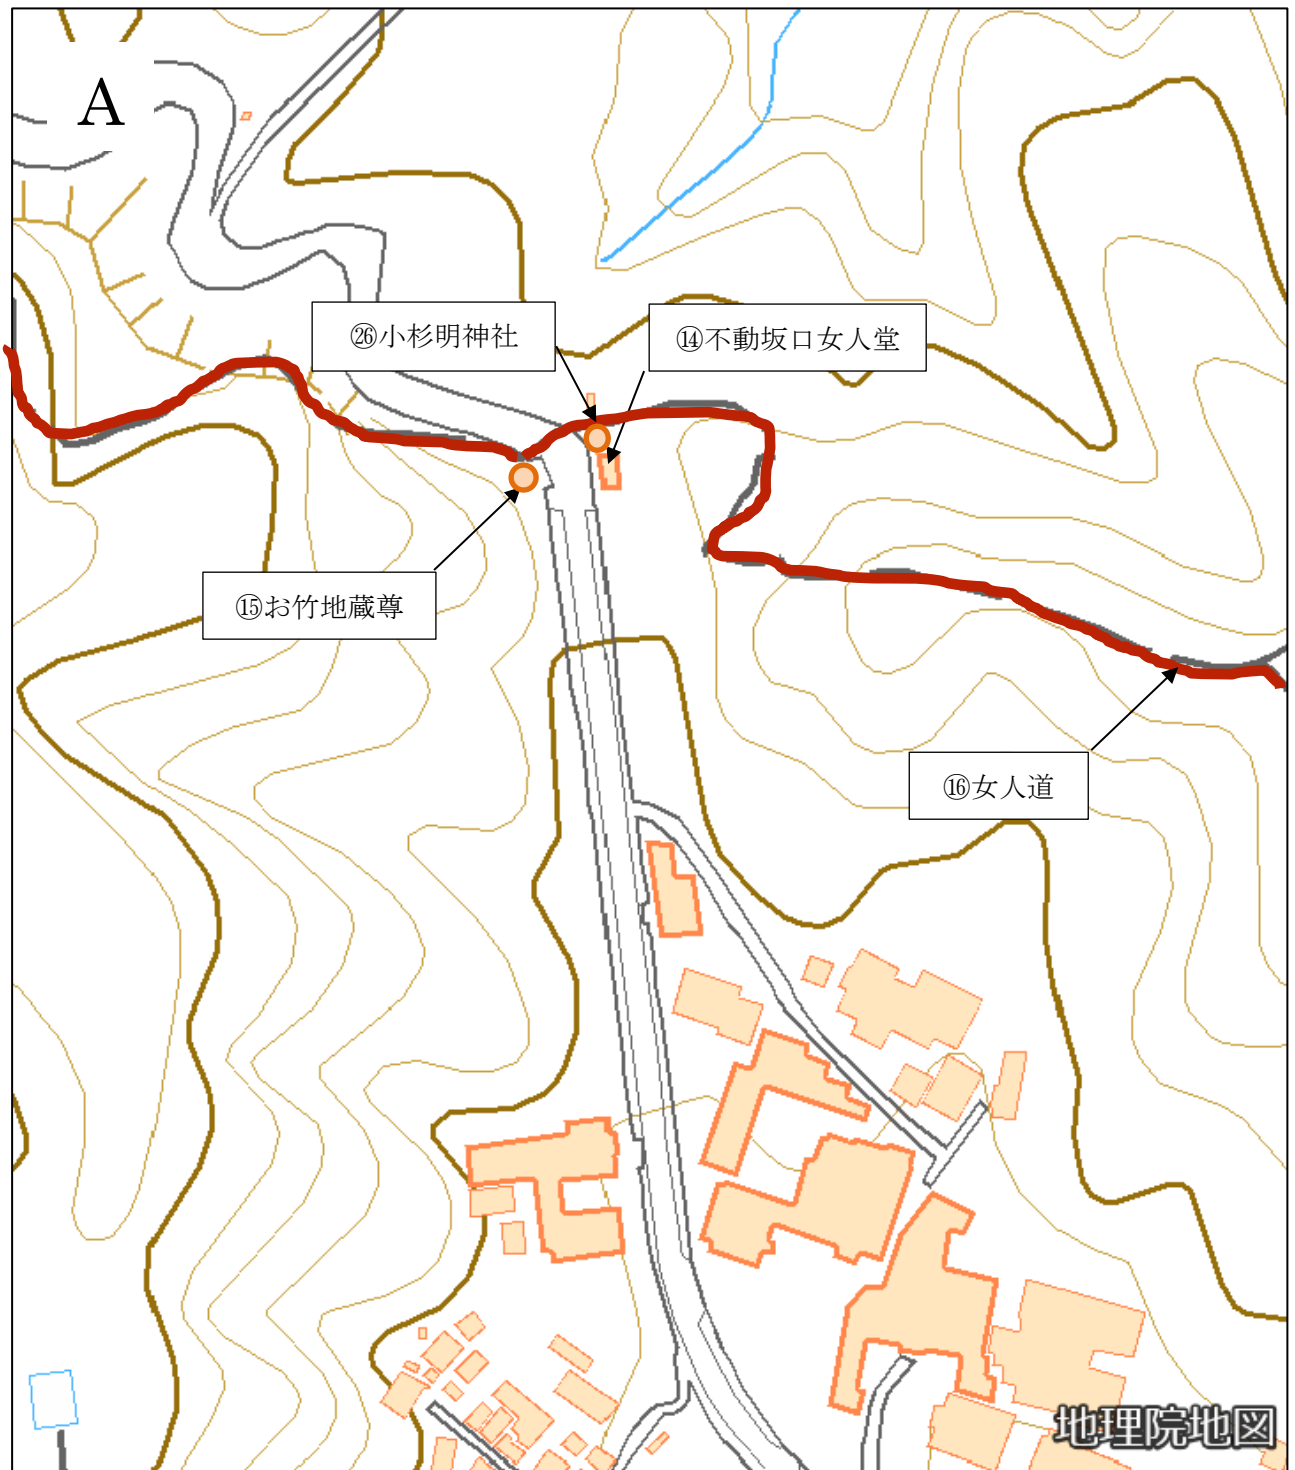 A
㉖小杉明神社
⑭不動坂口女人堂
⑮お竹地蔵尊
⑯女人道
地理院地図